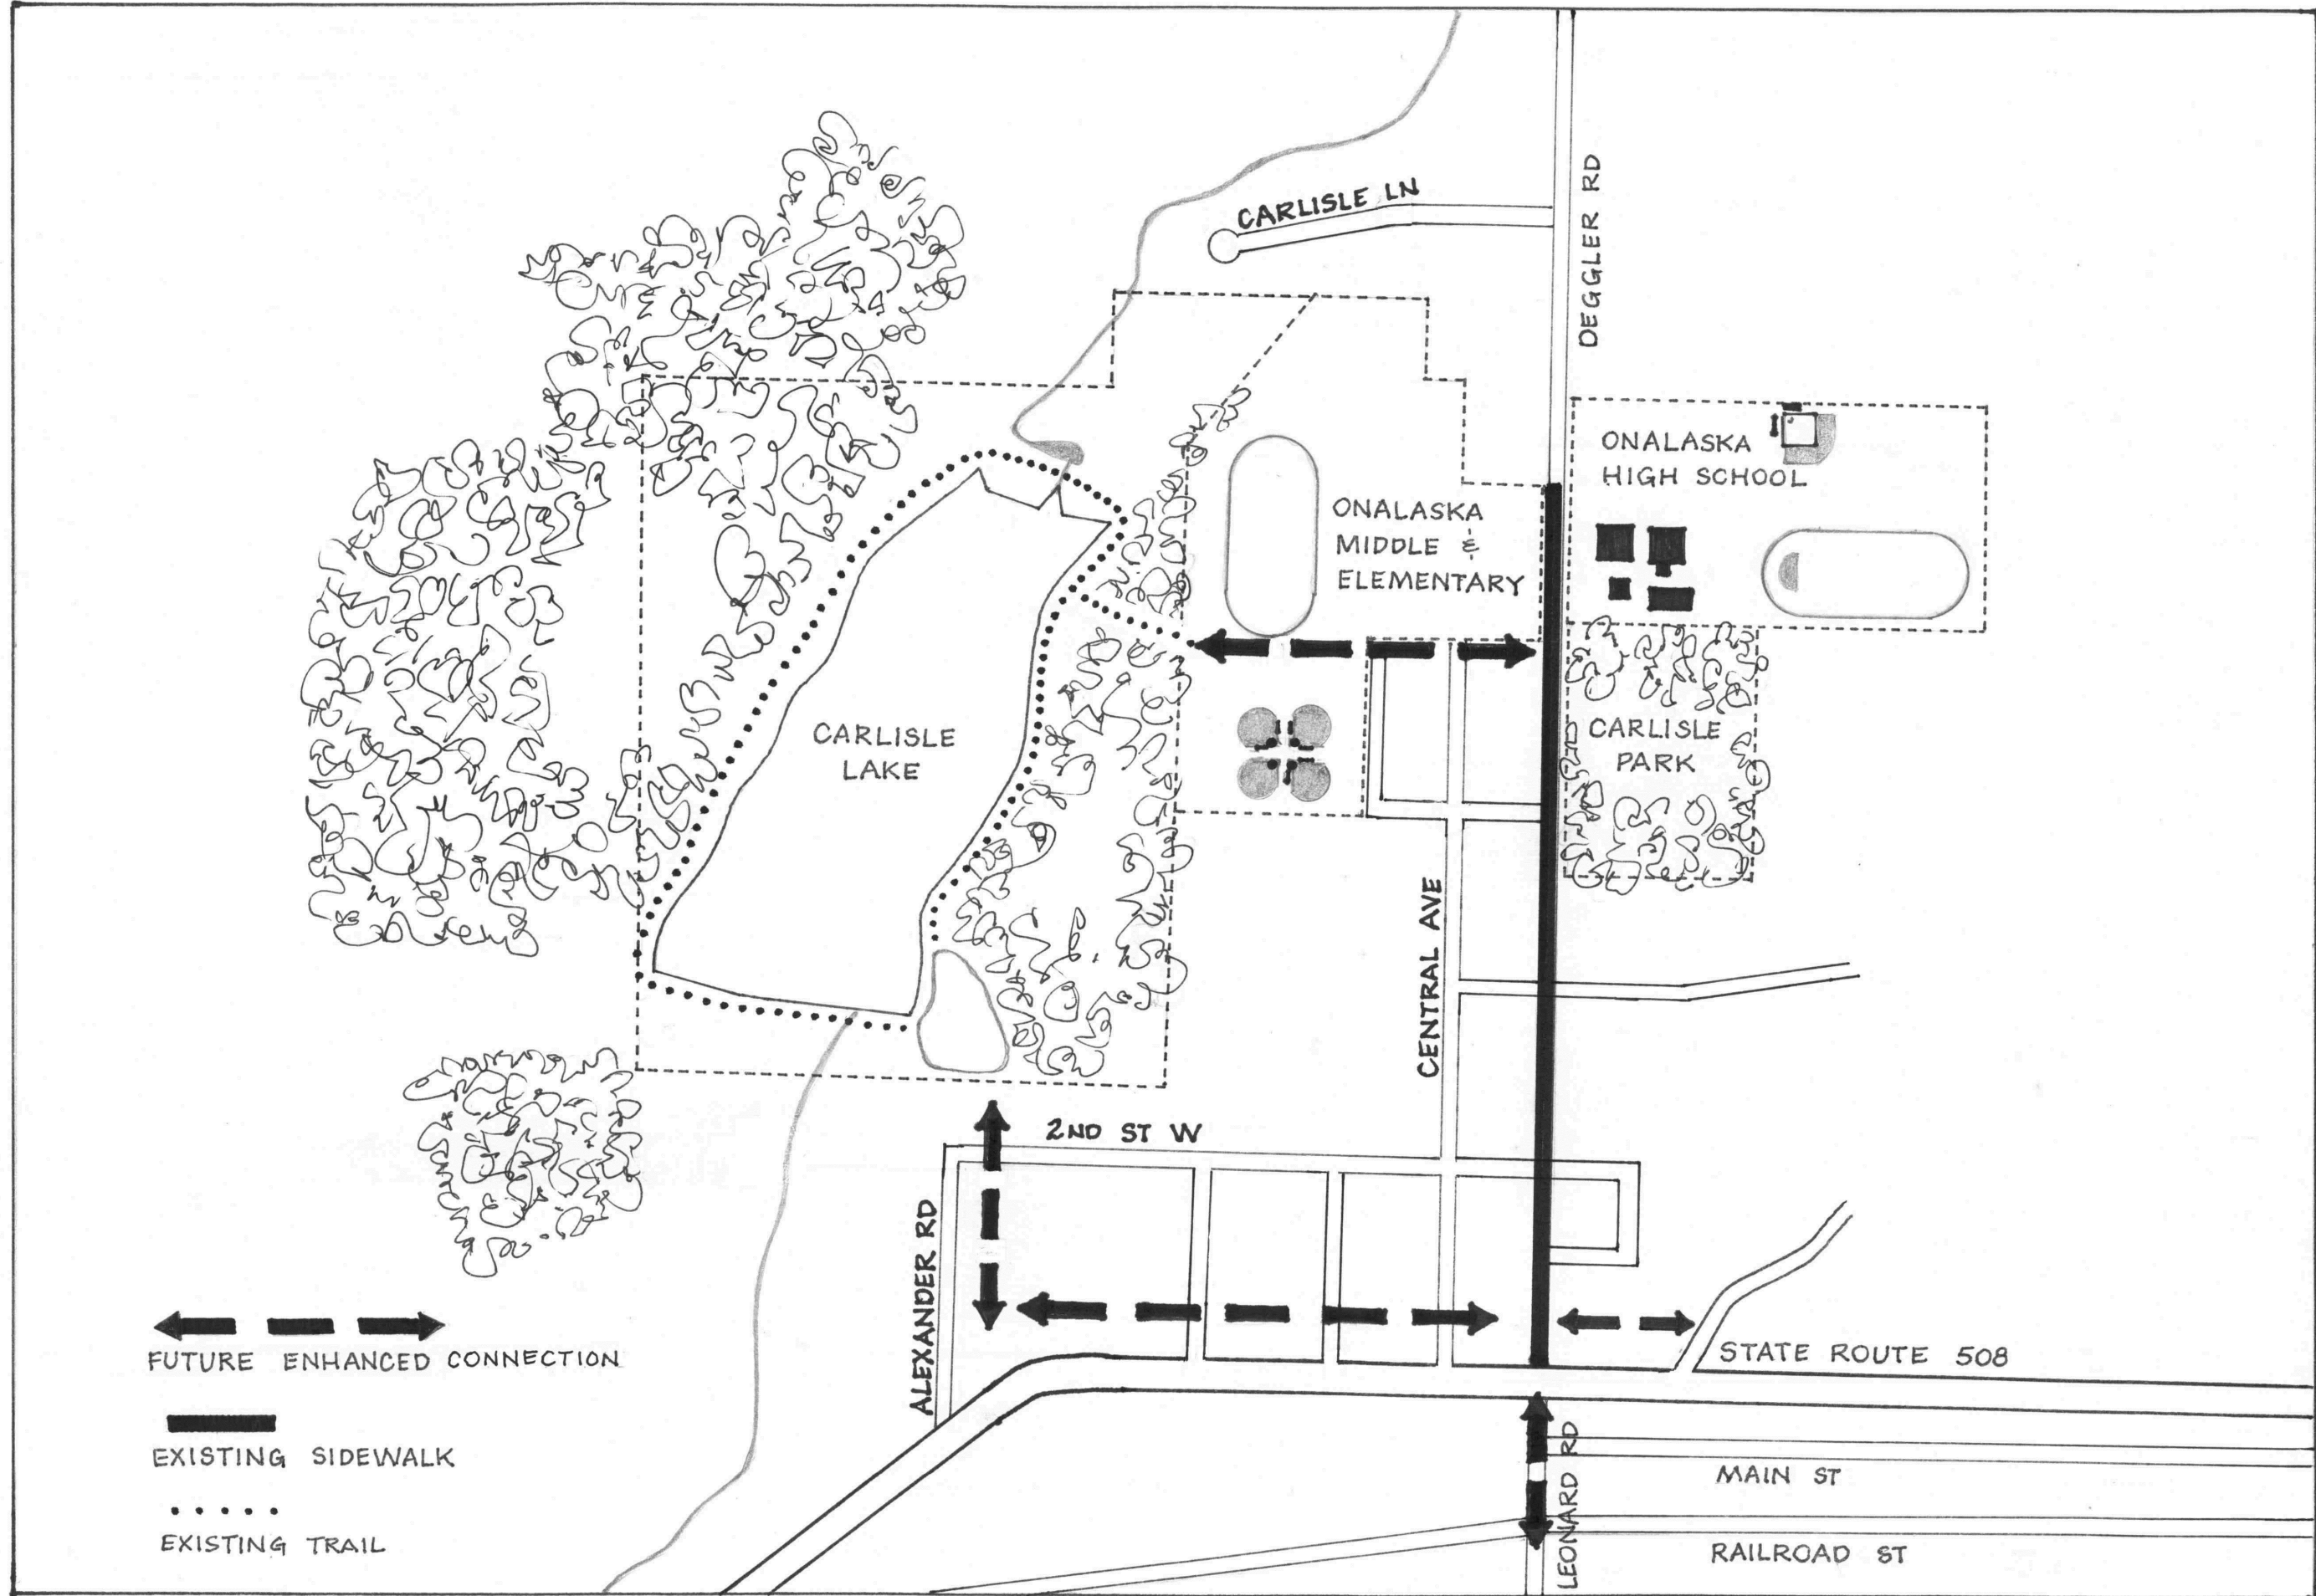 CARLISLE LN
DEGGLER RD
ONALASKA
HIGH SCHOOL
ONALASKA
MIDDLE &
ELEMENTARY
CARLISLE
LAKE
CARLISLE
PARK
CENTRAL AVE
2ND ST W
ALEXANDER RD
FUTURE ENHANCED CONNECTION
STATE ROUTE 508
EXISTING SIDEWALK
LEONARD RD
MAIN ST
EXISTING TRAIL
RAILROAD ST